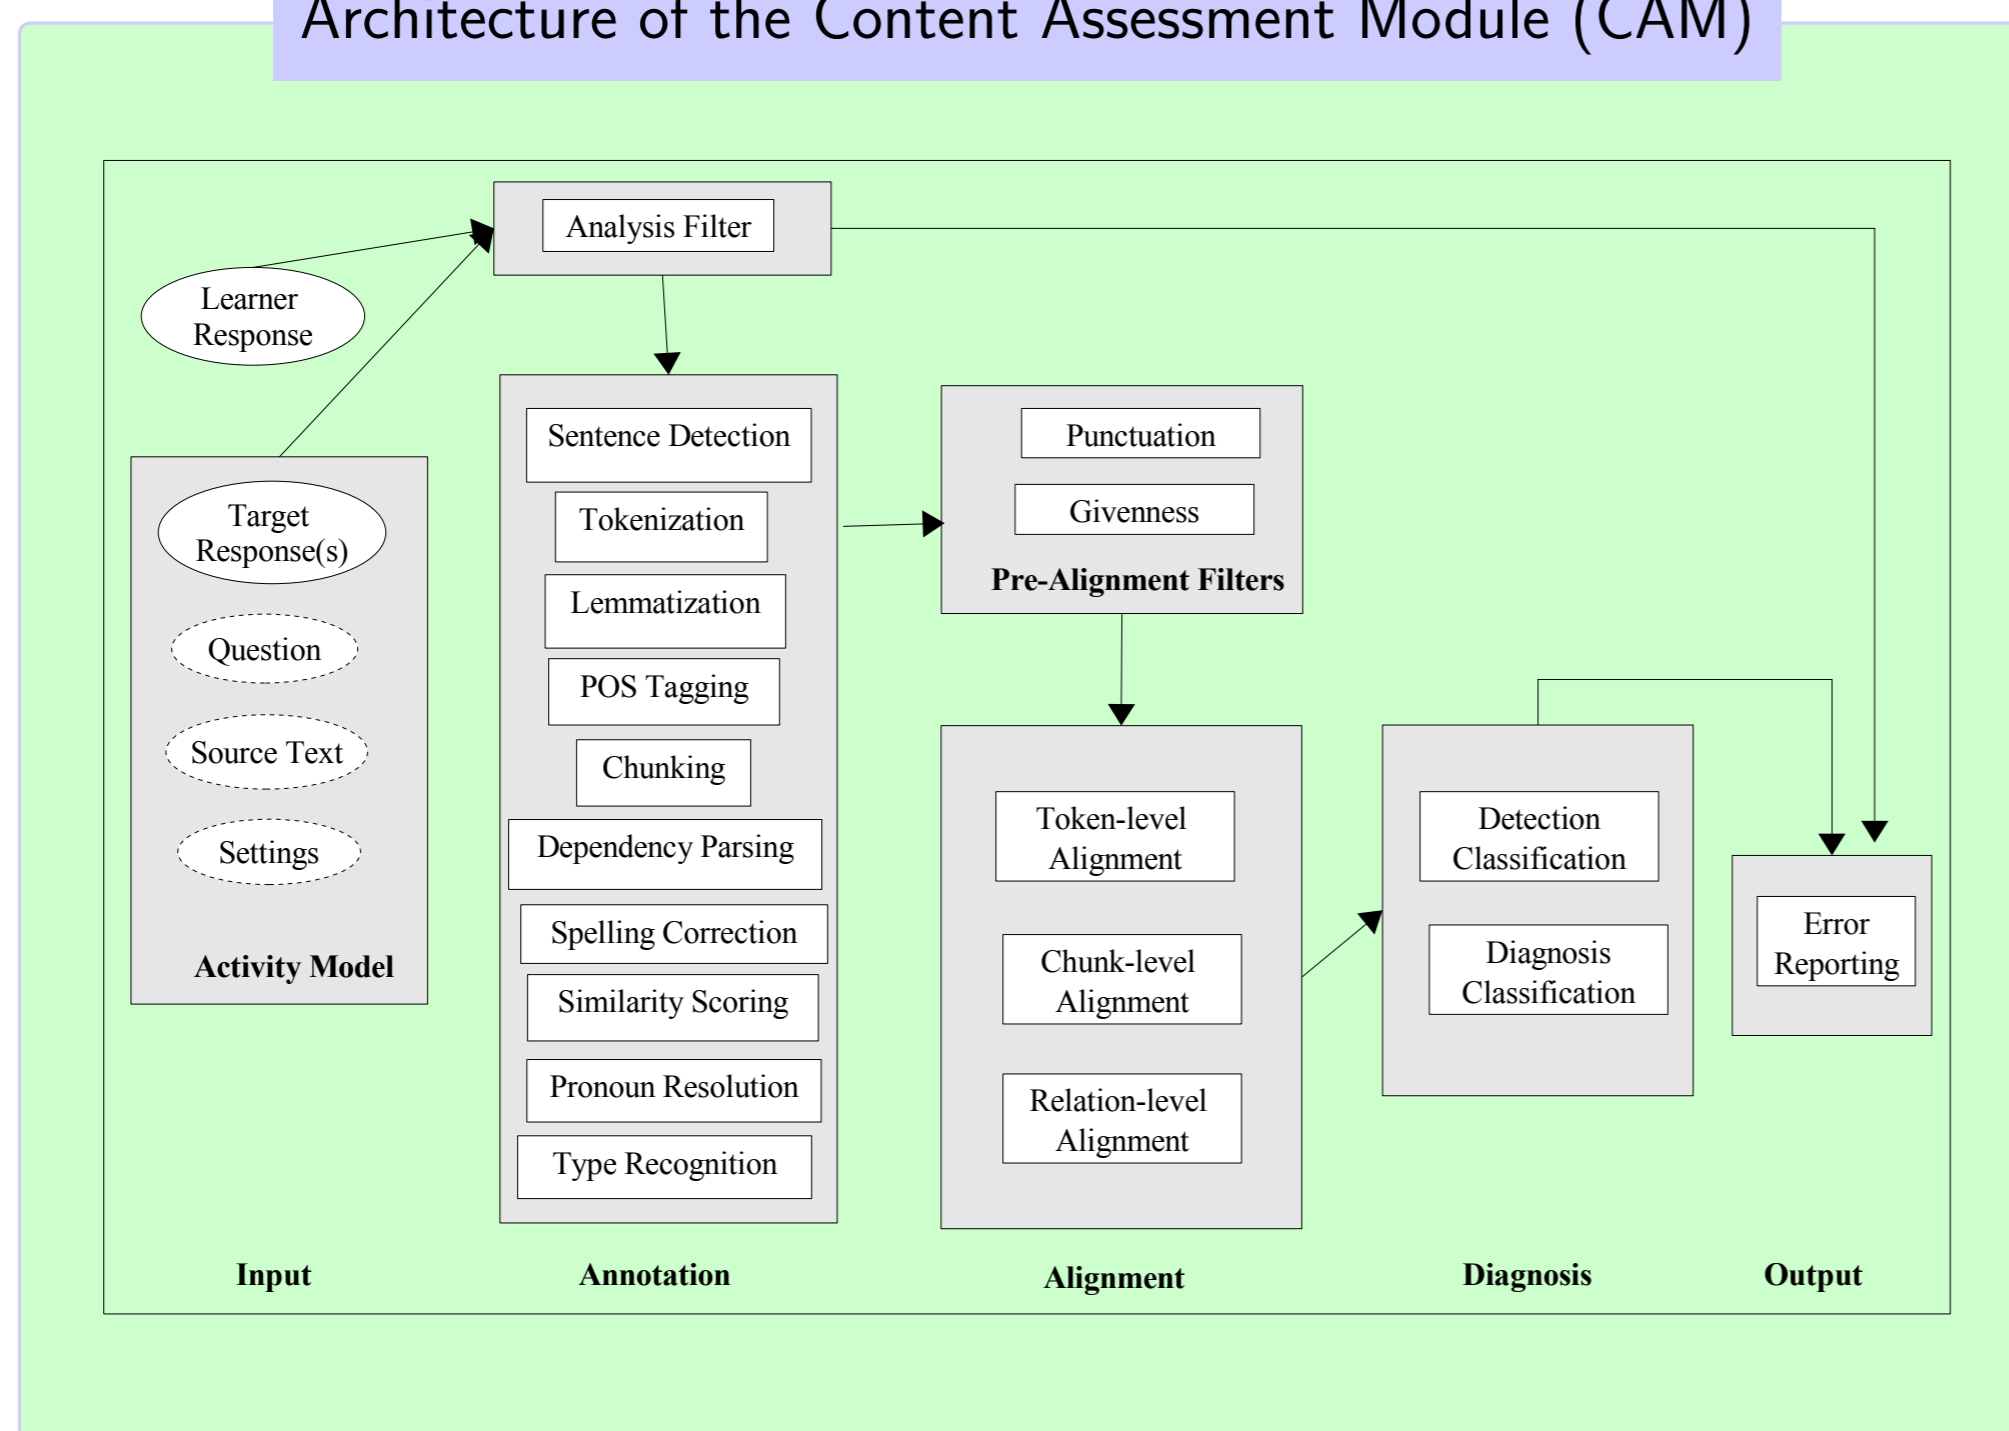 Architecture of the Content Assessment Module (CAM)
Analysis Filter
Learner
Response
Target
Response(s)
Question
Source Text
Settings
Activity Model
Sentence Detection
Tokenization
Lemmatization
POS Tagging
Chunking
Dependency Parsing
Spelling Correction
Similarity Scoring
Pronoun Resolution
Type Recognition
Punctuation
Givenness
Pre-Alignment Filters
Token-level
Alignment
Chunk-level
Alignment
Relation-level
Alignment
Detection
Classification
Diagnosis
Classification
Error
Reporting
Input
Annotation
Alignment
Diagnosis
Output